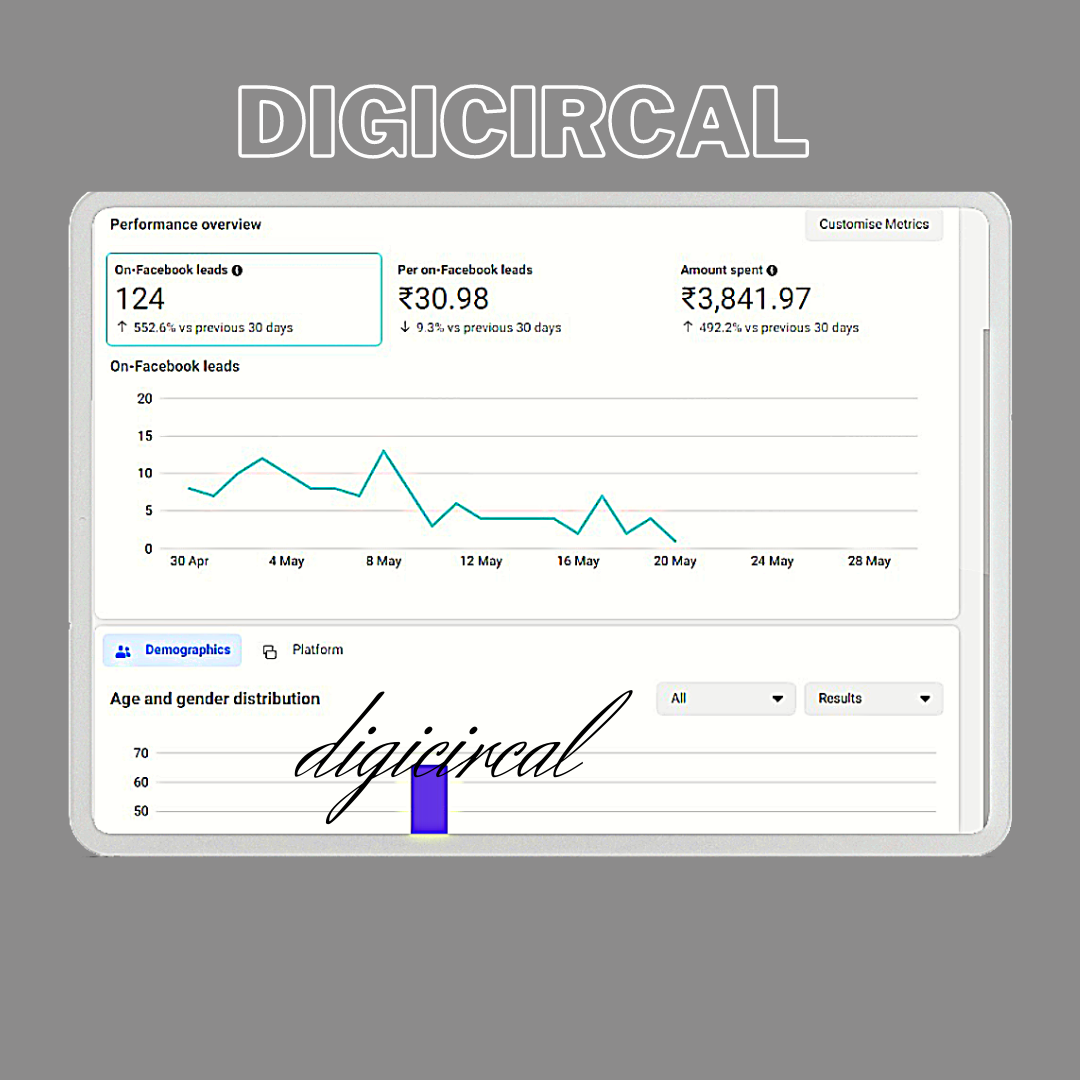 DIGICIRCAL
Performance overview
Customise Metrics
On-Facebook leads
Per on-Facebook leads
Amount spent
124
₹30.98
₹3,841.97
↑ 552.6% vs previous 30 days
↓ 9.3% vs previous 30 days
↑ 492.2% vs previous 30 days
On-Facebook leads
20
15
10
5
0
30 Apr 4 May 8 May 12 May 16 May 20 May 24 May 28 May
Demographics
Platform
Age and gender distribution
All
Results
digicircal
70
60
50